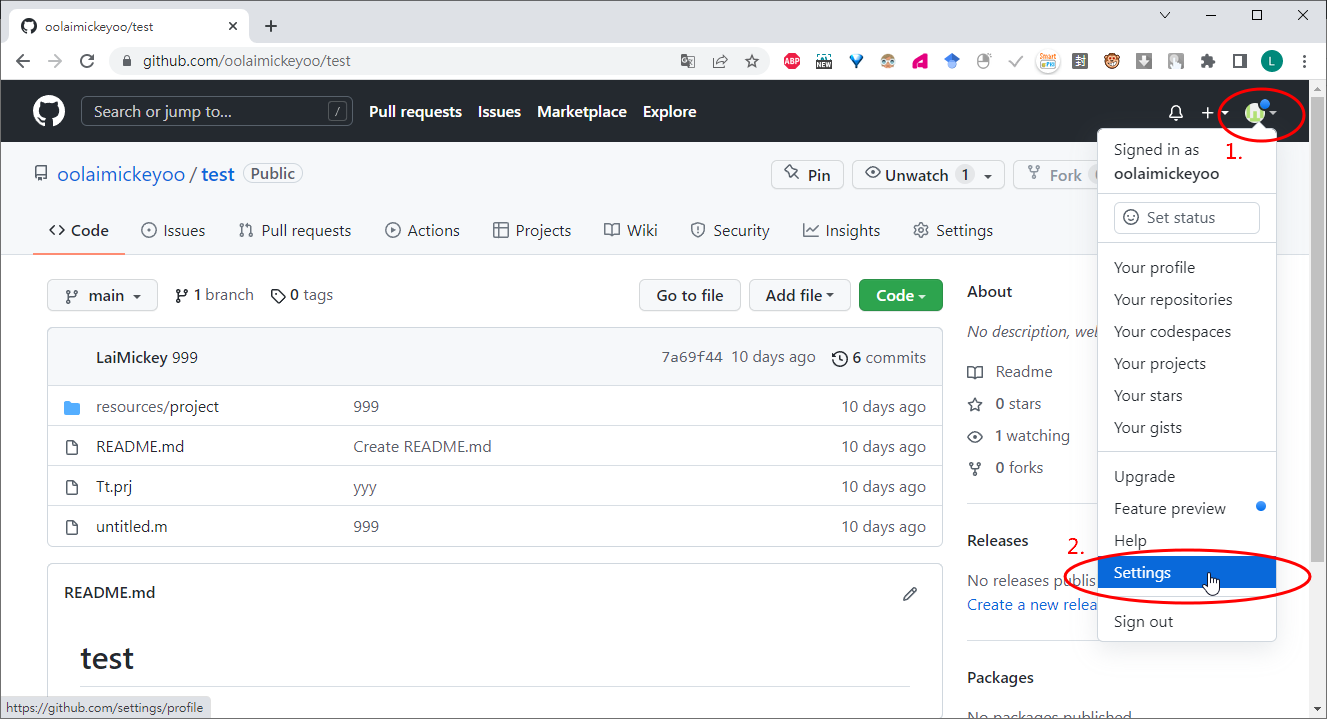 oolaimickeyoo/test
github.com/oolaimickeyoo/test
ABP
NEW
封
L
Search or jump to...
/
Pull requests
Issues
Marketplace
Explore
1.
Signed in as
oolaimickeyoo
Set status
Your profile
Your repositories
Your codespaces
Your projects
Your stars
Your gists
Upgrade
Feature preview
Help
2.
Settings
Sign out
oolaimickeyoo / test Public
Pin
Unwatch 1
Fork
Code
Issues
Pull requests
Actions
Projects
Wiki
Security
Insights
Settings
main
1 branch
0 tags
Go to file
Add file
Code
LaiMickey 999
7a69f44 10 days ago
6 commits
resources/project 999 10 days ago
README.md Create README.md 10 days ago
Tt.prj yyy 10 days ago
untitled.m 999 10 days ago
README.md
test
About
No description, wel
Readme
0 stars
1 watching
0 forks
Releases
No releases publis
Create a new relea
Packages
No packages published
https://github.com/settings/profile